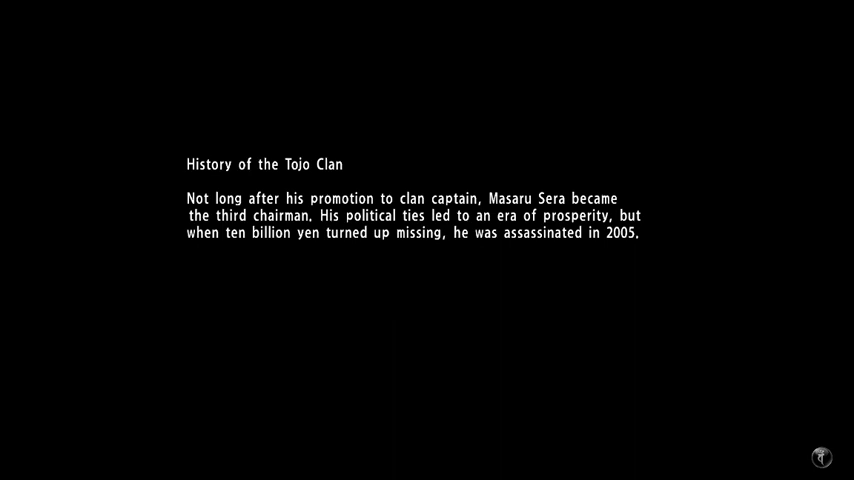 History of the Tojo Clan
Not long after his promotion to clan captain, Masaru Sera became
the third chairman. His political ties led to an era of prosperity, but
when ten billion yen turned up missing, he was assassinated in 2005.